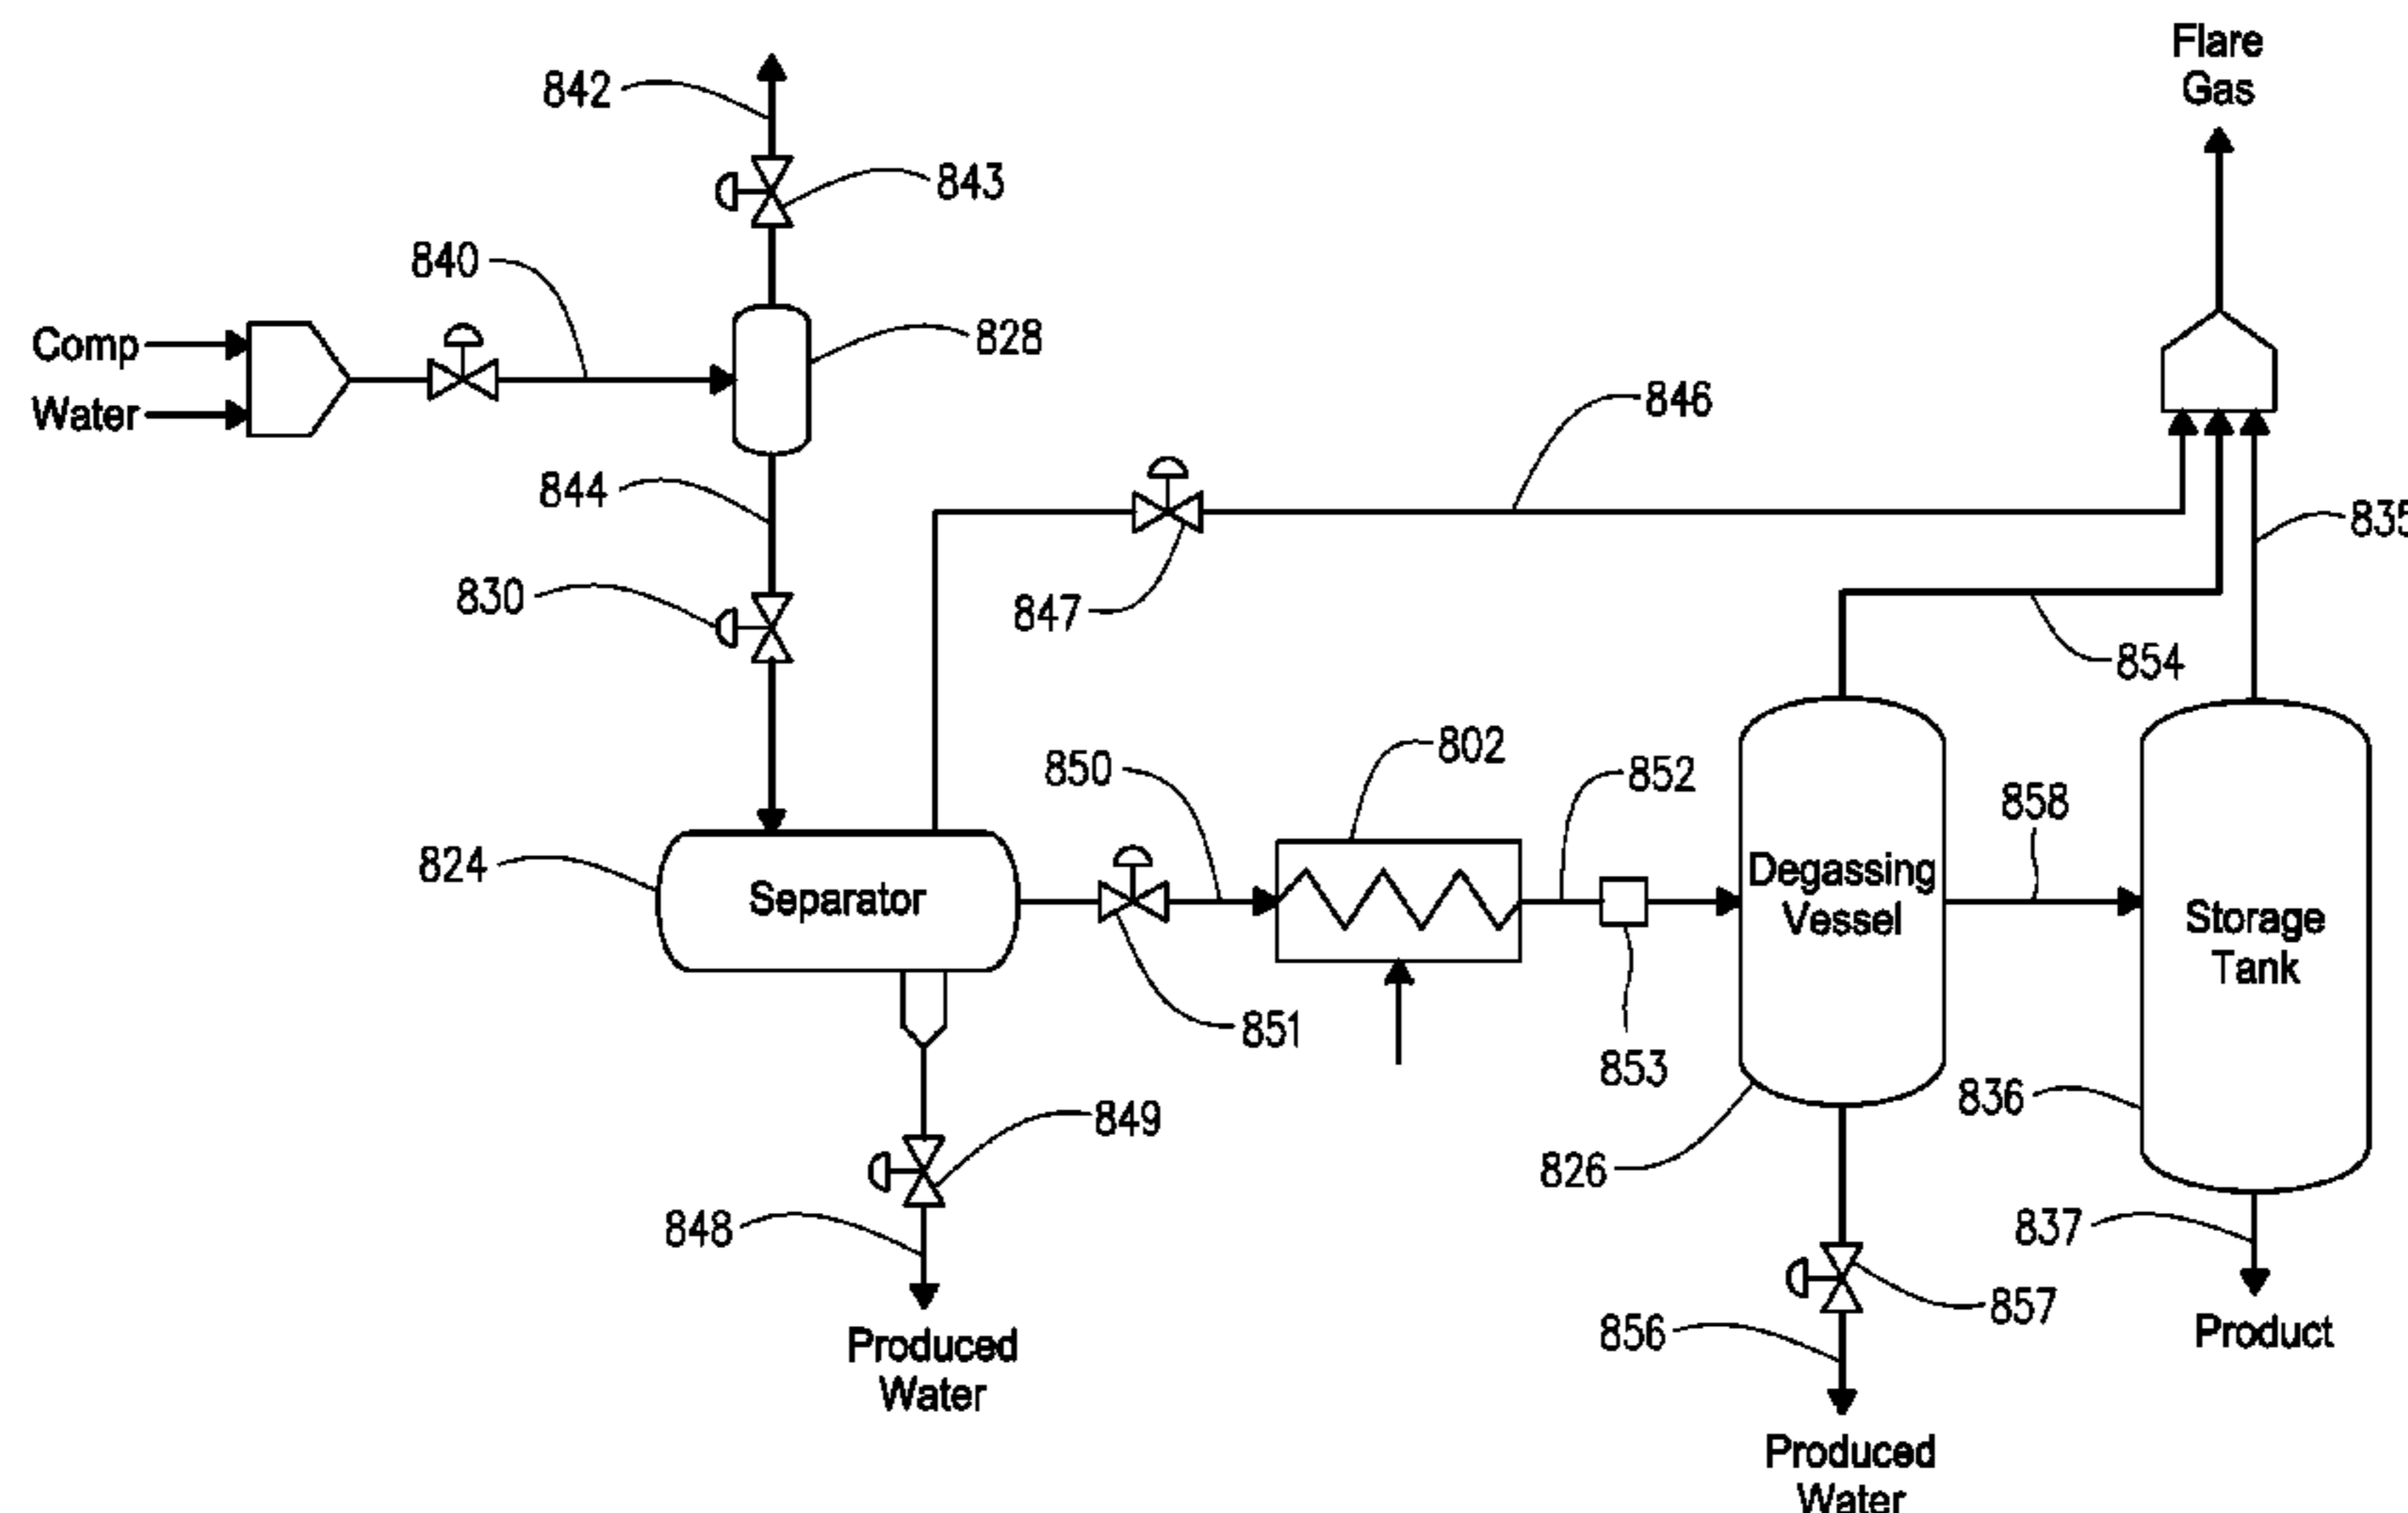 Flare
Gas
842
843
840
Comp
Water
828
846
844
835
830
847
854
802
850
852
858
824
Separator
Degassing
Vessel
Storage
Tank
851
853
836
849
826
848
837
857
856
Produced
Water
Product
Produced
Water